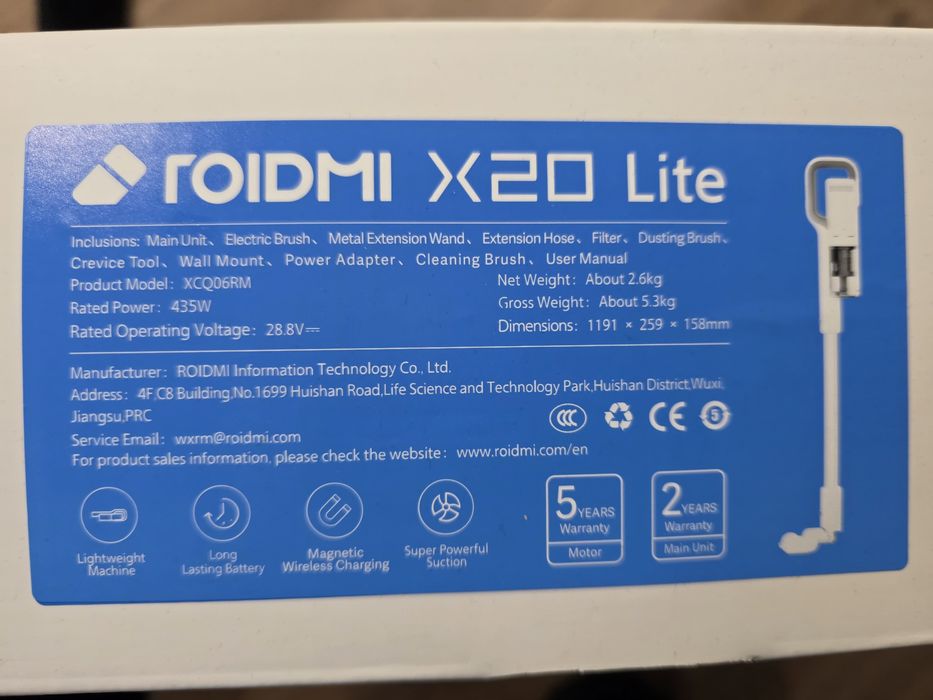 ROIDMI X20 Lite
Inclusions: Main Unit、Electric Brush、Metal Extension Wand、Extension Hose、Filter、Dusting Brush、
Crevice Tool、Wall Mount、Power Adapter、Cleaning Brush、User Manual
Product Model: XCQ06RM
Net Weight: About 2.6kg
Rated Power: 435W
Gross Weight: About 5.3kg
Rated Operating Voltage: 28.8V⎓
Dimensions: 1191 × 259 × 158mm
Manufacturer: ROIDMI Information Technology Co., Ltd.
Address: 4F,C8 Building,No.1699 Huishan Road,Life Science and Technology Park,Huishan District,Wuxi,
Jiangsu,PRC
CCC CE 5
Service Email: wxrm@roidmi.com
For product sales information, please check the website: www.roidmi.com/en
Lightweight
Machine
Long
Lasting Battery
Magnetic
Wireless Charging
Super Powerful
Suction
5 YEARS
Warranty
Motor
2 YEARS
Warranty
Main Unit